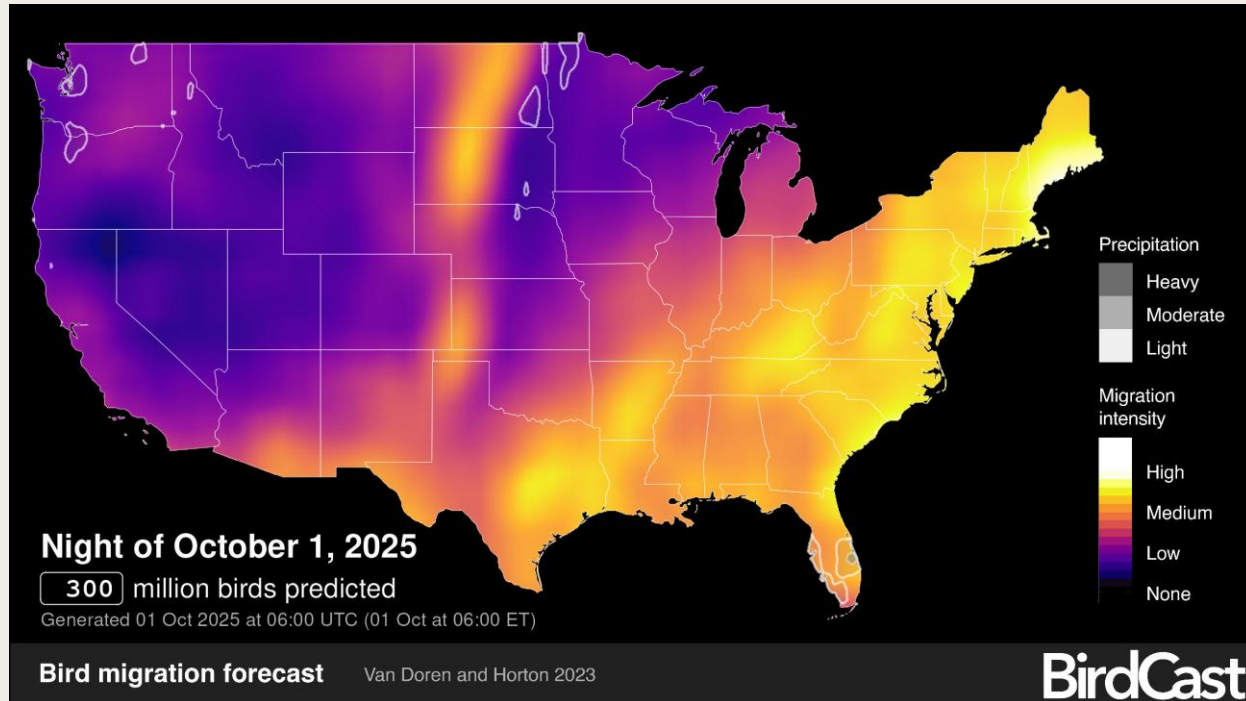 Precipitation
Heavy
Moderate
Light
Migration
intensity
High
Medium
Low
None
Night of October 1, 2025
300 million birds predicted
Generated 01 Oct 2025 at 06:00 UTC (01 Oct at 06:00 ET)
Bird migration forecast Van Doren and Horton 2023
BirdCast